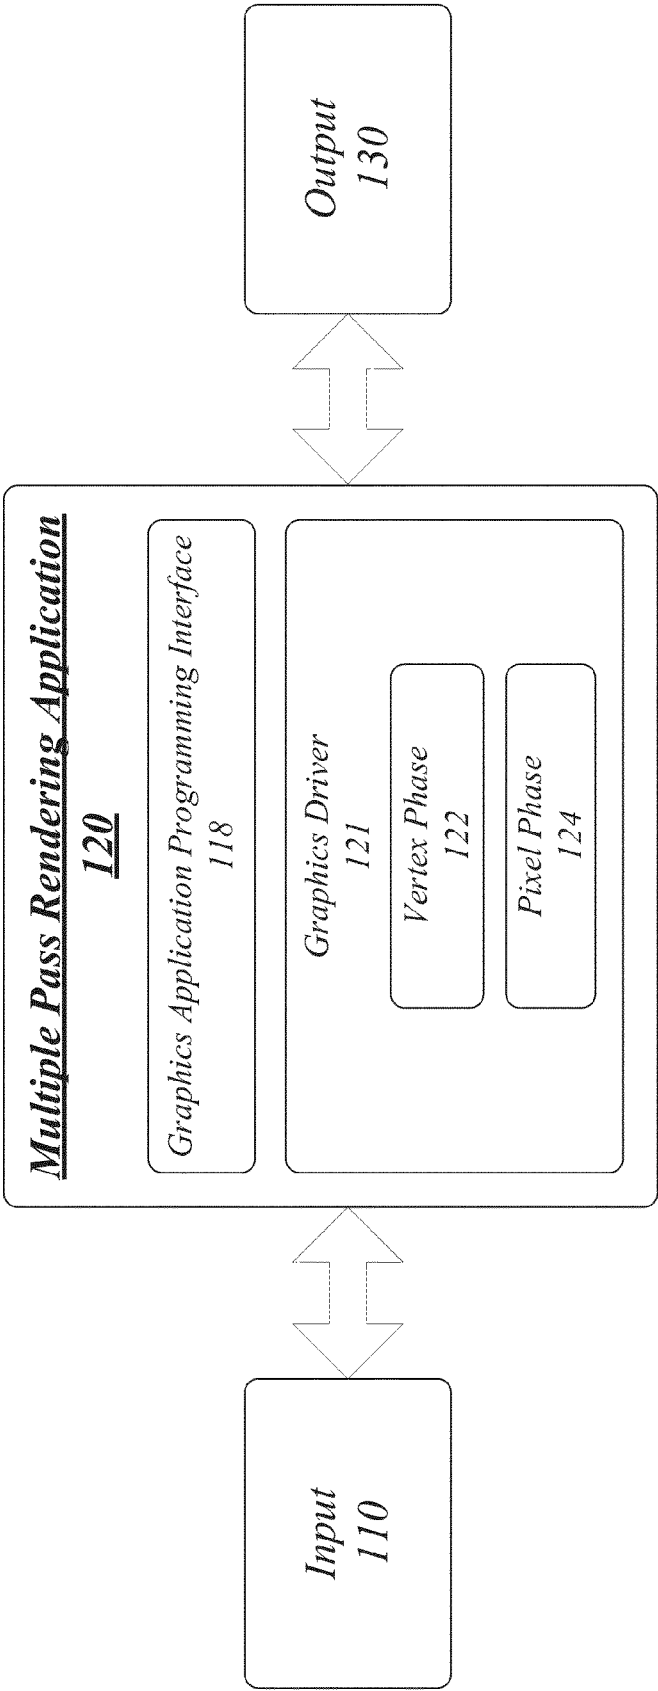 Multiple Pass Rendering Application
120
Graphics Application Programming Interface
118
Graphics Driver
121
Vertex Phase
122
Pixel Phase
124
Input
110
Output
130